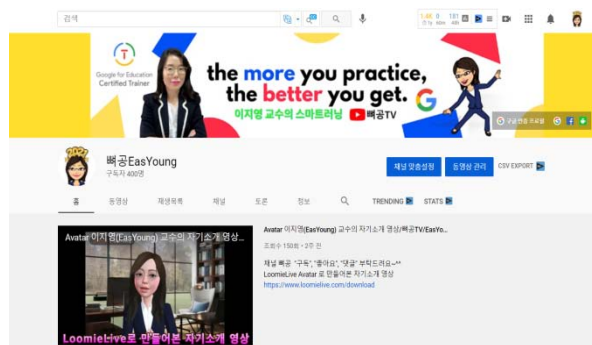 검색
Google for Education
Certified Trainer
the more you practice,
the better you get.
이지영 교수의 스마트러닝 뻐공TV
구글 인증 프로필
2021
뻐공EasYoung
구독자 400명
채널 맞춤설정
동영상 관리
CSV EXPORT
홈
동영상
재생목록
채널
토론
정보
TRENDING
STATS
Avatar 이지영(EasYoung) 교수의 자기소개 영상...
LoomieLive로 만들어본 자기소개 영상
Avatar 이지영(EasYoung) 교수의 자기소개 영상/뻐공TV/EasYo...
조회수 150회 • 2주 전
채널 뻐공 "구독", "좋아요", "댓글" 부탁드려요~^^
LoomieLive Avatar 로 만들어본 자기소개 영상
https://www.loomielive.com/download